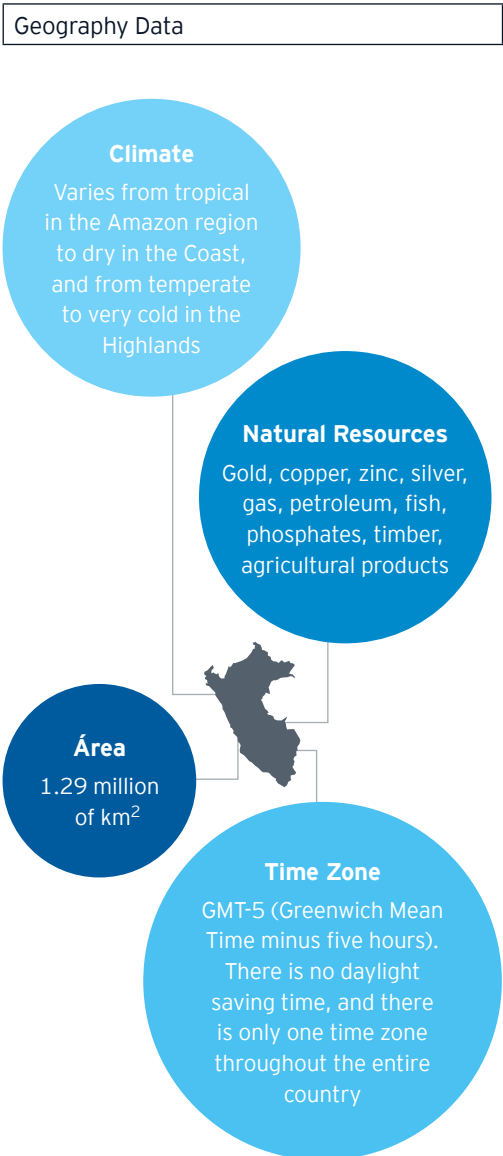 Geography Data
Climate
Varies from tropical
in the Amazon region
to dry in the Coast,
and from temperate
to very cold in the
Highlands
Natural Resources
Gold, copper, zinc, silver,
gas, petroleum, fish,
phosphates, timber,
agricultural products
Área
1.29 million
of km²
Time Zone
GMT-5 (Greenwich Mean
Time minus five hours).
There is no daylight
saving time, and there
is only one time zone
throughout the entire
country